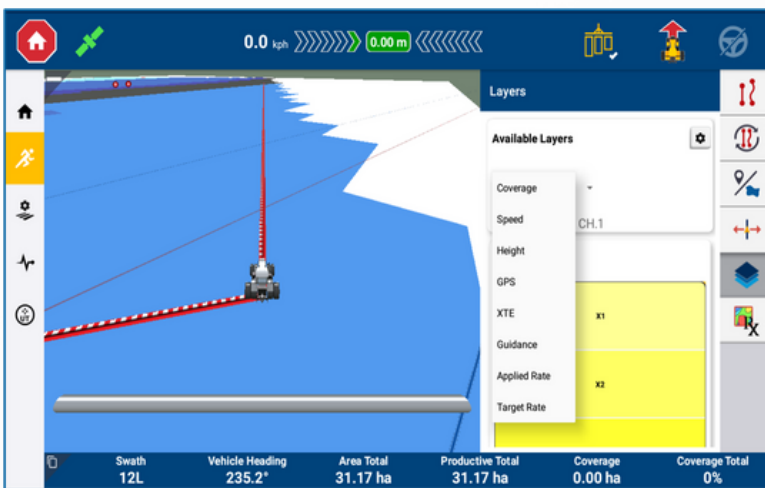 0.0 kph 0.00 m
Layers
Available Layers
Coverage
Speed
CH.1
Height
GPS
XTE
X1
Guidance
Applied Rate
X2
Target Rate
UT
RX
Swath Vehicle Heading Area Total Productive Total Coverage Coverage Total
12L 235.2° 31.17 ha 31.17 ha 0.00 ha 0%